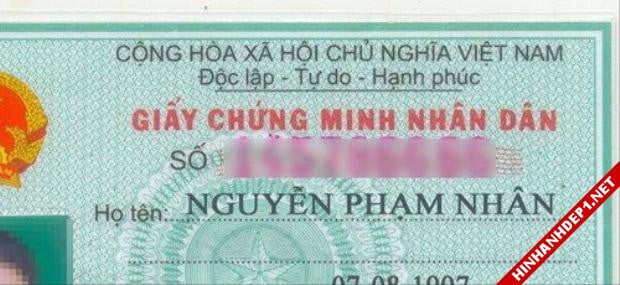 CỘNG HÒA XÃ HỘI CHỦ NGHĨA VIỆT NAM
Độc lập - Tự do - Hạnh phúc
GIẤY CHỨNG MINH NHÂN DÂN
SỐ
Họ tên: NGUYỄN PHẠM NHÂN
HINHANHDEP1.NET